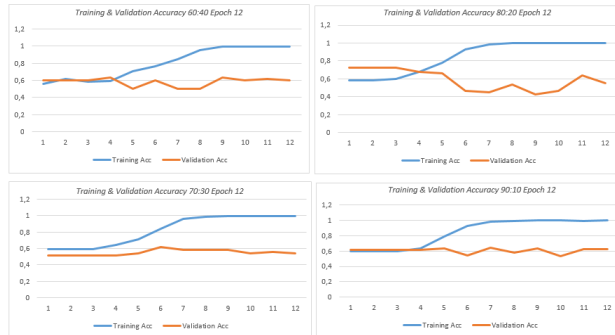 Training & Validation Accuracy 60:40 Epoch 12
1,2
1
0,8
0,6
0,4
0,2
0
1 2 3 4 5 6 7 8 9 10 11 12
Training Acc Validation Acc
Training & Validation Accuracy 80:20 Epoch 12
1,2
1
0,8
0,6
0,4
0,2
0
1 2 3 4 5 6 7 8 9 10 11 12
Training Acc Validation Acc
Training & Validation Accuracy 70:30 Epoch 12
1,2
1
0,8
0,6
0,4
0,2
0
1 2 3 4 5 6 7 8 9 10 11 12
Training Acc Validation Acc
Training & Validation Accuracy 90:10 Epoch 12
1,2
1
0,8
0,6
0,4
0,2
0
1 2 3 4 5 6 7 8 9 10 11 12
Training Acc Validation Acc